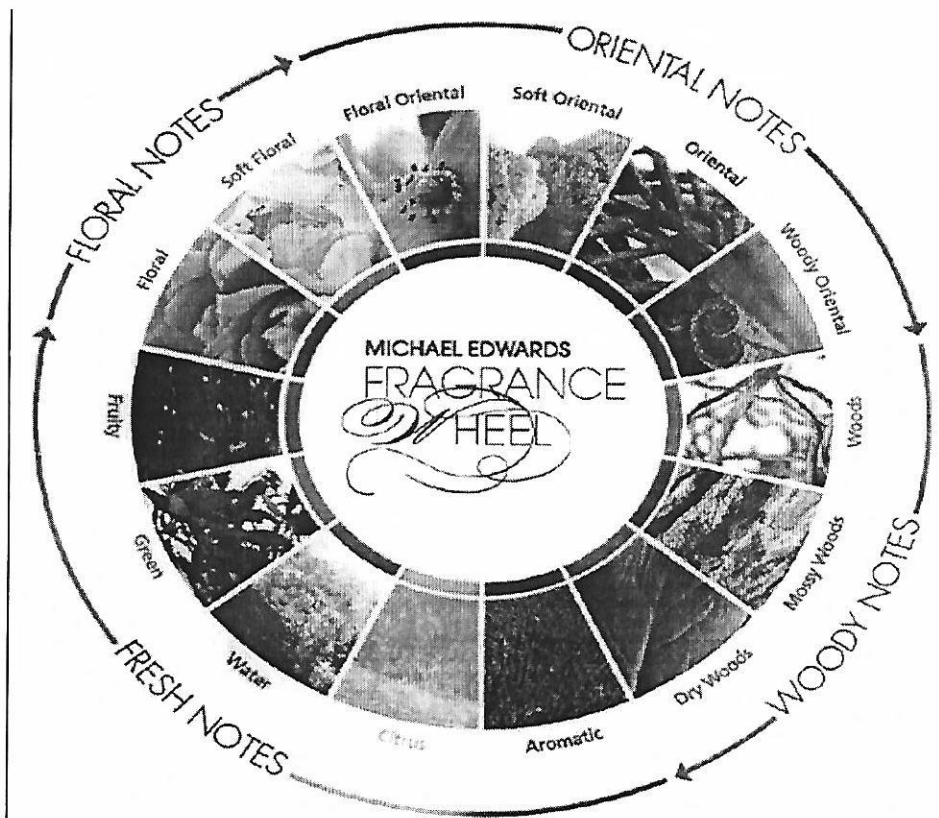 ORIENTAL NOTES
FLORAL NOTES
WOODY NOTES
FRESH NOTES
Floral Oriental
Soft Oriental
Oriental
Woody Oriental
Woods
Mossy Woods
Dry Woods
Aromatic
Citrus
Water
Green
Fruity
Floral
Soft Floral
MICHAEL EDWARDS
FRAGRANCE
WHEEL